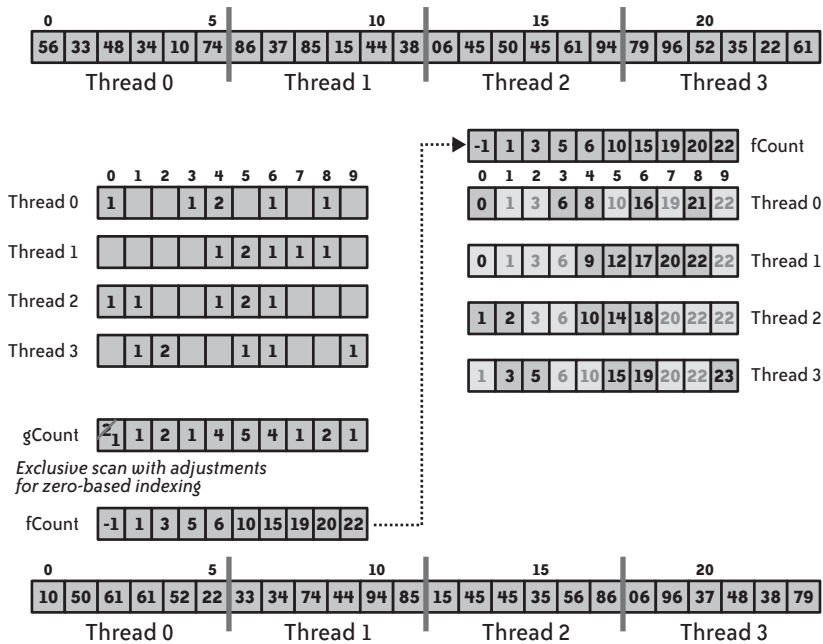 0 5 10 15 20
56 33 48 34 10 74 86 37 85 15 44 38 06 45 50 45 61 94 79 96 52 35 22 61
Thread 0 Thread 1 Thread 2 Thread 3
0 1 2 3 4 5 6 7 8 9
Thread 0 1 1 2 1 1
Thread 1 1 2 1 1 1
Thread 2 1 1 1 2 1
Thread 3 1 2 1 1 1
gCount 2 1 1 2 1 4 5 4 1 2 1
Exclusive scan with adjustments
for zero-based indexing
fCount -1 1 3 5 6 10 15 19 20 22
-1 1 3 5 6 10 15 19 20 22 fCount
0 1 2 3 4 5 6 7 8 9
0 1 3 6 8 10 16 19 21 22 Thread 0
0 1 3 6 9 12 17 20 22 22 Thread 1
1 2 3 6 10 14 18 20 22 22 Thread 2
1 3 5 6 10 15 19 20 22 23 Thread 3
0 5 10 15 20
10 50 61 61 52 22 33 34 74 44 94 85 15 45 45 35 56 86 06 96 37 48 38 79
Thread 0 Thread 1 Thread 2 Thread 3